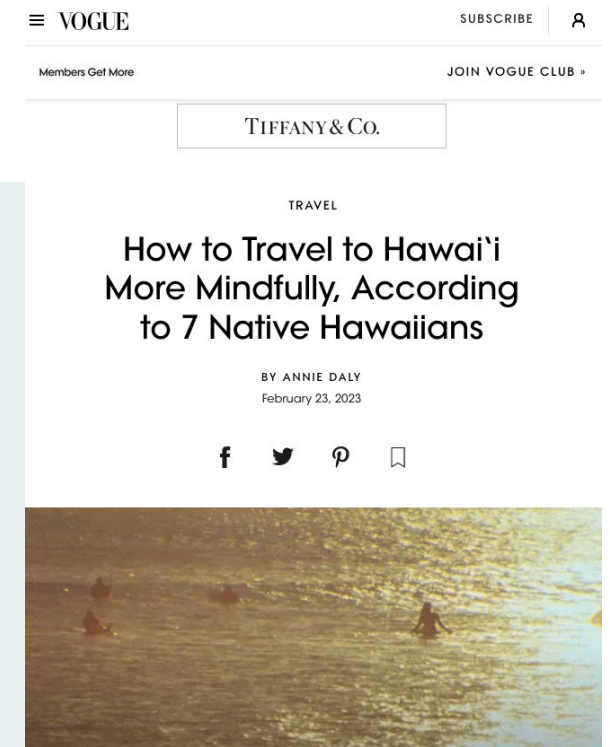 VOGUE
SUBSCRIBE
Members Get More
JOIN VOGUE CLUB »
TIFFANY & CO.
TRAVEL
How to Travel to Hawaiʻi
More Mindfully, According
to 7 Native Hawaiians
BY ANNIE DALY
February 23, 2023